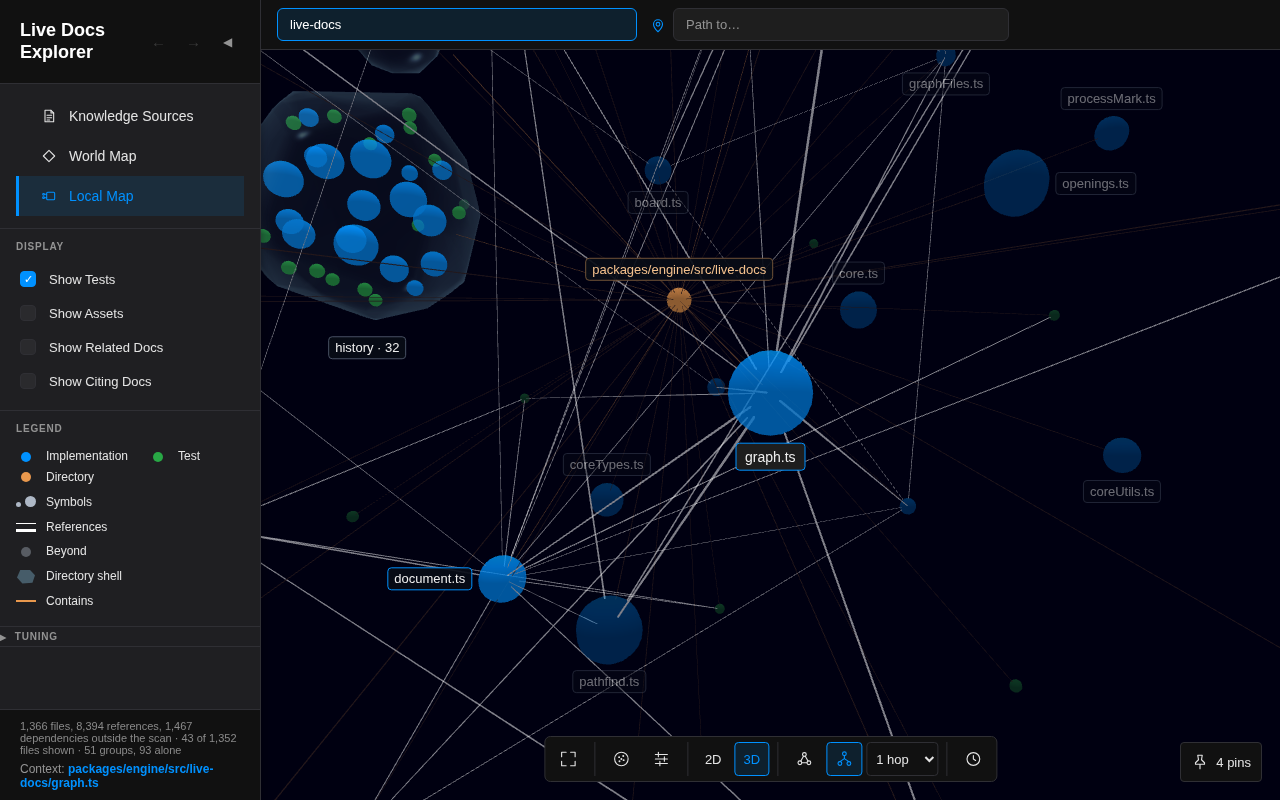 Live Docs
Explorer
live-docs
Path to…
Knowledge Sources
World Map
Local Map
DISPLAY
Show Tests
Show Assets
Show Related Docs
Show Citing Docs
LEGEND
Implementation
Test
Directory
Symbols
References
Beyond
Directory shell
Contains
TUNING
1,366 files, 8,394 references, 1,467
dependencies outside the scan · 43 of 1,352
files shown · 51 groups, 93 alone
Context: packages/engine/src/live-
docs/graph.ts
graphFiles.ts
processMark.ts
openings.ts
board.ts
packages/engine/src/live-docs
core.ts
history · 32
graph.ts
coreTypes.ts
coreUtils.ts
document.ts
pathfind.ts
2D
3D
1 hop
4 pins